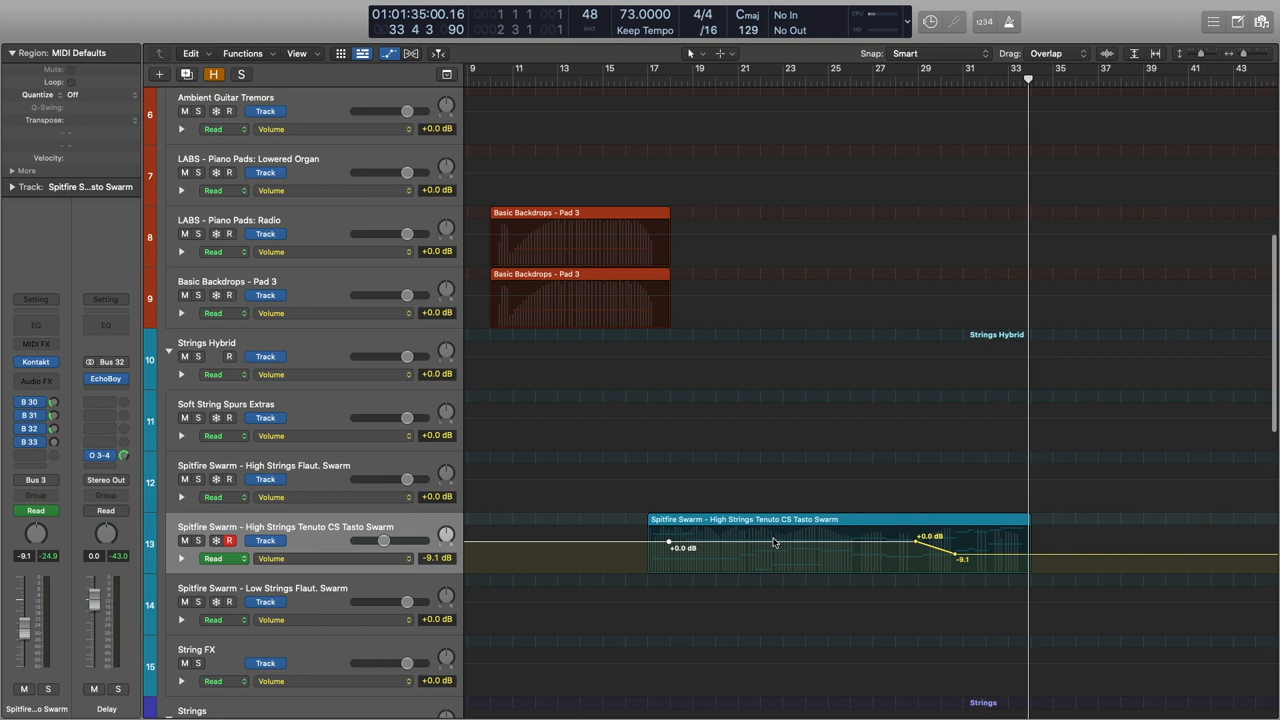 01:01:35:00.16
33 4 3 90
0001 1 1 1
0002 3 1 001
48
KHZ
73.0000
Keep Tempo
4/4
/16
Cmaj
129
No In
No Out
CPU
HD
1234
Region: MIDI Defaults
Mute:
Loop:
Quantize Off
Q-Swing:
Transpose:
Velocity:
More
Track: Spitfire S...sto Swarm
Edit Functions View
Snap: Smart
Drag: Overlap
H S
9 11 13 15 17 19 21 23 25 27 29 31 33 35 37 39 41 43
6
Ambient Guitar Tremors
M S R Track
Read Volume +0.0 dB
7
LABS - Piano Pads: Lowered Organ
M S R Track
Read Volume +0.0 dB
8
LABS - Piano Pads: Radio
M S R Track
Read Volume +0.0 dB
Basic Backdrops - Pad 3
9
Basic Backdrops - Pad 3
M S R Track
Read Volume +0.0 dB
Basic Backdrops - Pad 3
10
Strings Hybrid
M S R Track
Read Volume +0.0 dB
Strings Hybrid
11
Soft String Spurs Extras
M S R Track
Read Volume +0.0 dB
12
Spitfire Swarm - High Strings Flaut. Swarm
M S R Track
Read Volume +0.0 dB
13
Spitfire Swarm - High Strings Tenuto CS Tasto Swarm
M S R Track
Read Volume -9.1 dB
Spitfire Swarm - High Strings Tenuto CS Tasto Swarm
+0.0 dB
+0.0 dB
-9.1
14
Spitfire Swarm - Low Strings Flaut. Swarm
M S R Track
Read Volume +0.0 dB
15
String FX
M S Track
Read Volume +0.0 dB
Strings
Strings
Setting Setting
EQ EQ
MIDI FX
Kontakt Bus 32
Audio FX EchoBoy
B 30
B 31
B 32
B 33
O 3-4
Bus 3 Stereo Out
Group Group
Read Read
-9.1 -24.9 0.0 -43.0
M S M S
Spitfire...o Swarm Delay